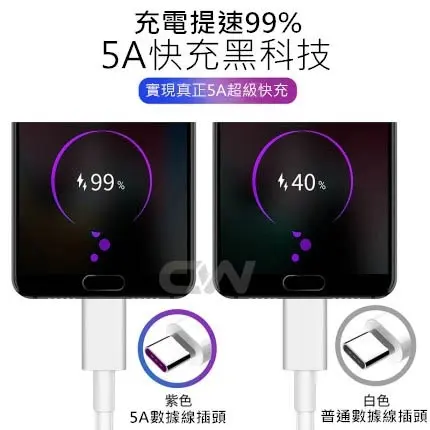 充電提速99%
5A快充黑科技
實現真正5A超級快充
99%
40%
CW
紫色
5A數據線插頭
白色
普通數據線插頭